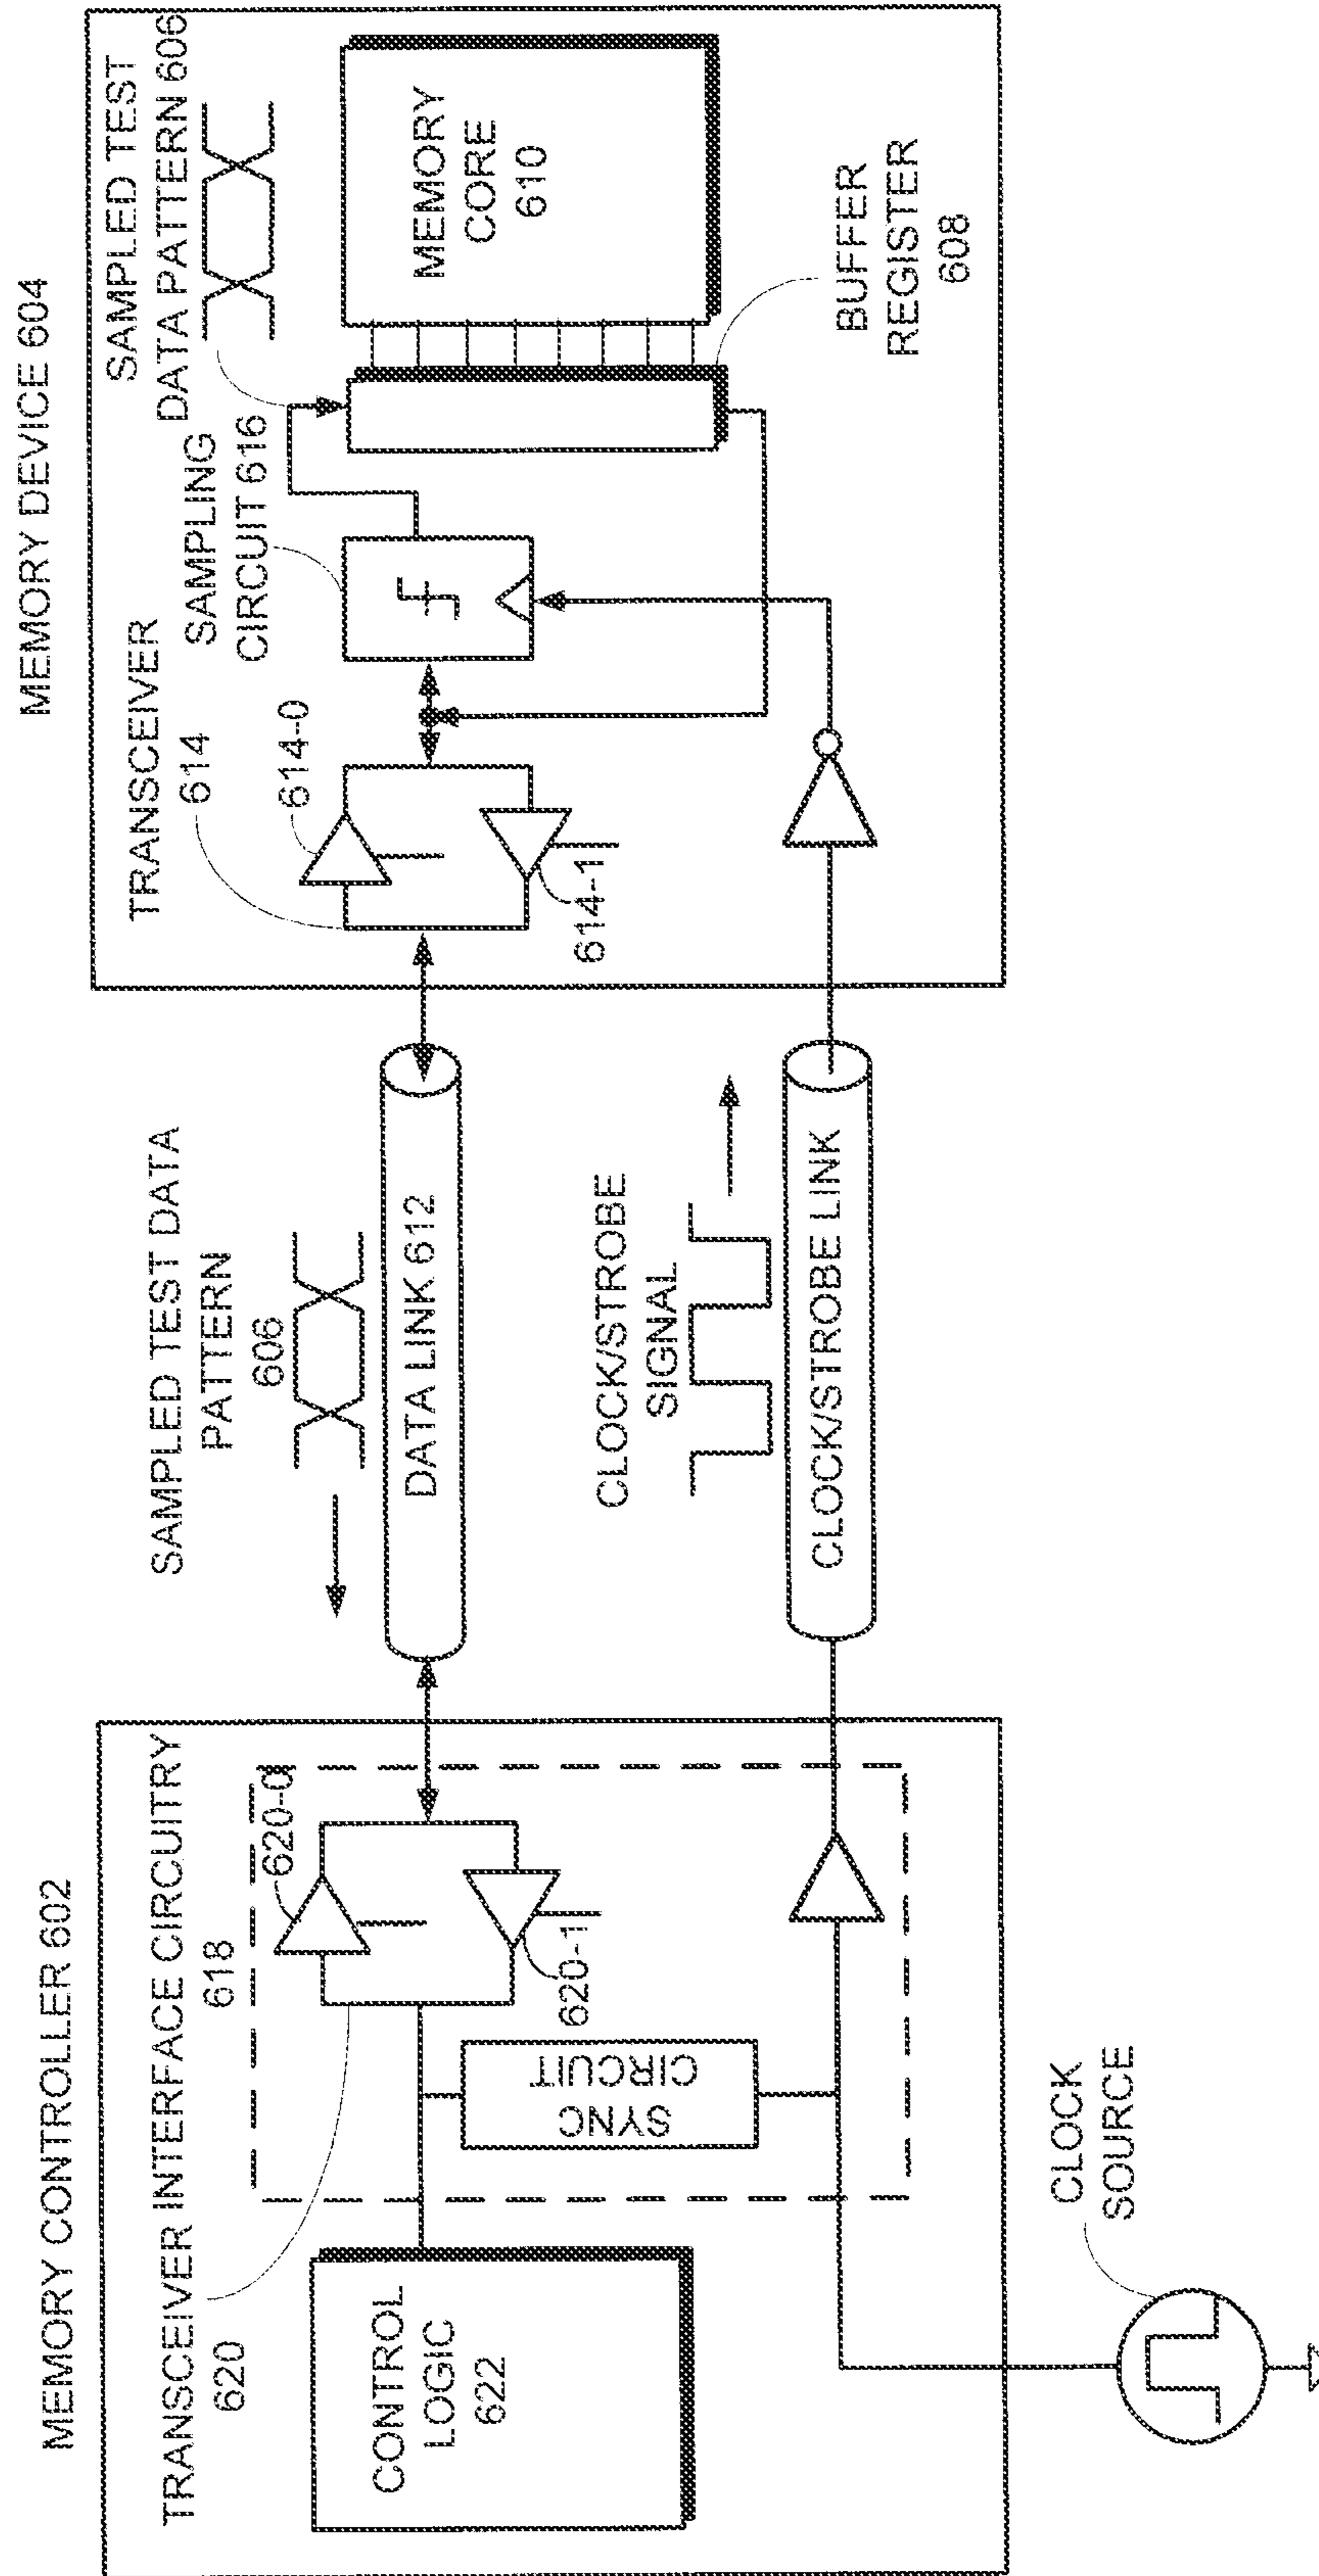 MEMORY CONTROLLER 602
TRANSCEIVER
620
INTERFACE CIRCUITRY
618
620-0
620-1
CONTROL
LOGIC
622
SYNC
CIRCUIT
CLOCK
SOURCE
SAMPLED TEST DATA
PATTERN
606
DATA LINK 612
CLOCK/STROBE
SIGNAL
CLOCK/STROBE LINK
MEMORY DEVICE 604
TRANSCEIVER
614
614-0
614-1
SAMPLING
CIRCUIT 616
SAMPLED TEST
DATA PATTERN 606
MEMORY
CORE
610
BUFFER
REGISTER
608